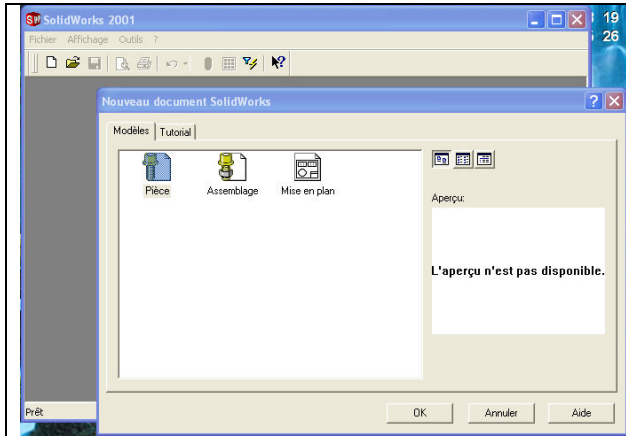 SolidWorks 2001
Fichier Affichage Outils ?
Nouveau document SolidWorks
Modèles Tutorial
Pièce Assemblage Mise en plan
Aperçu:
L'aperçu n'est pas disponible.
Prêt
OK Annuler Aide
19
26